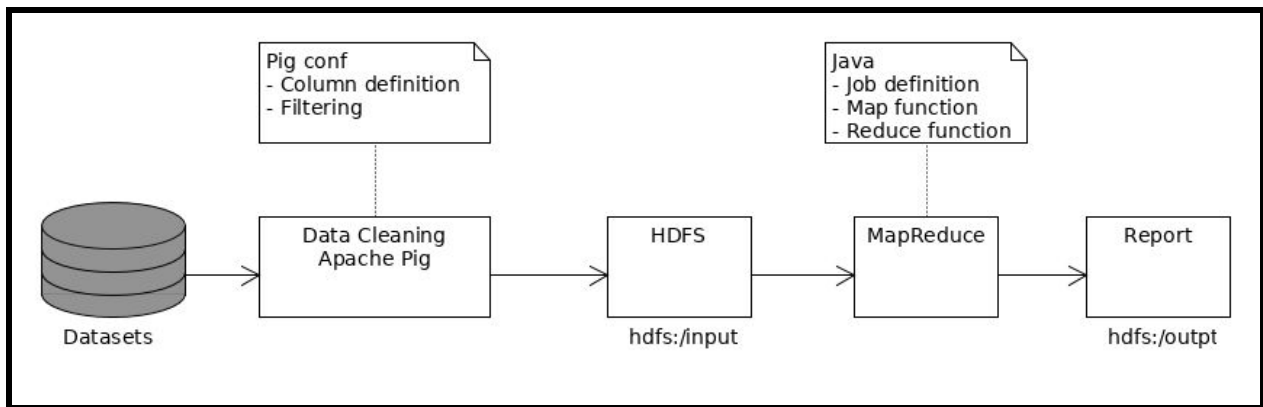 Pig conf
- Column definition
- Filtering
Java
- Job definition
- Map function
- Reduce function
Data Cleaning
Apache Pig
HDFS
MapReduce
Report
Datasets
hdfs:/input
hdfs:/outpt